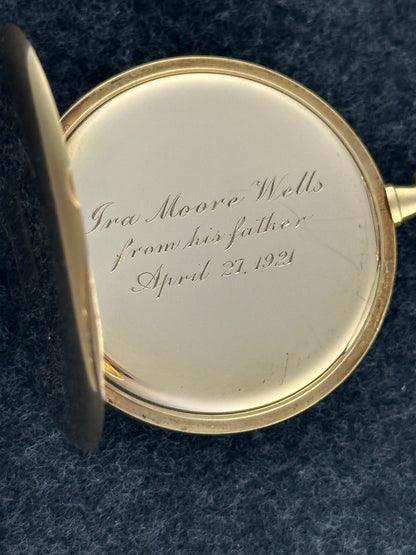 Ira Moore Wells
from his father
April 27, 1921